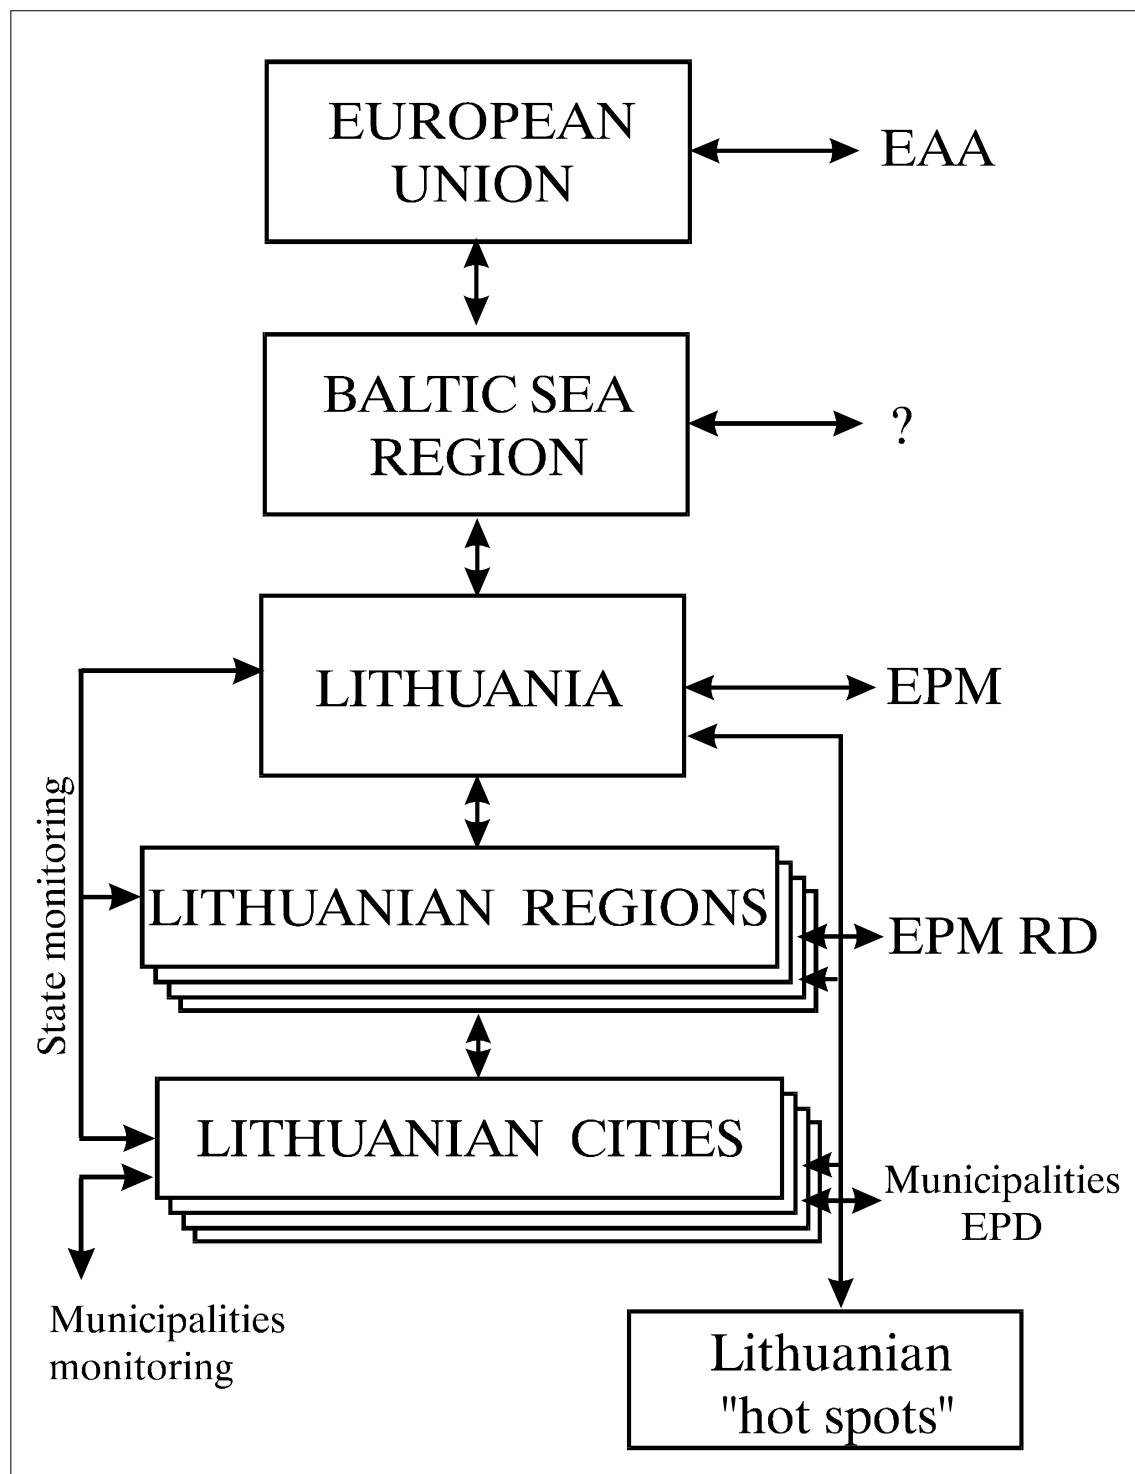 EUROPEAN
UNION
EAA
BALTIC SEA
REGION
?
LITHUANIA
EPM
State monitoring
LITHUANIAN REGIONS
EPM RD
LITHUANIAN CITIES
Municipalities
EPD
Municipalities
monitoring
Lithuanian
"hot spots"